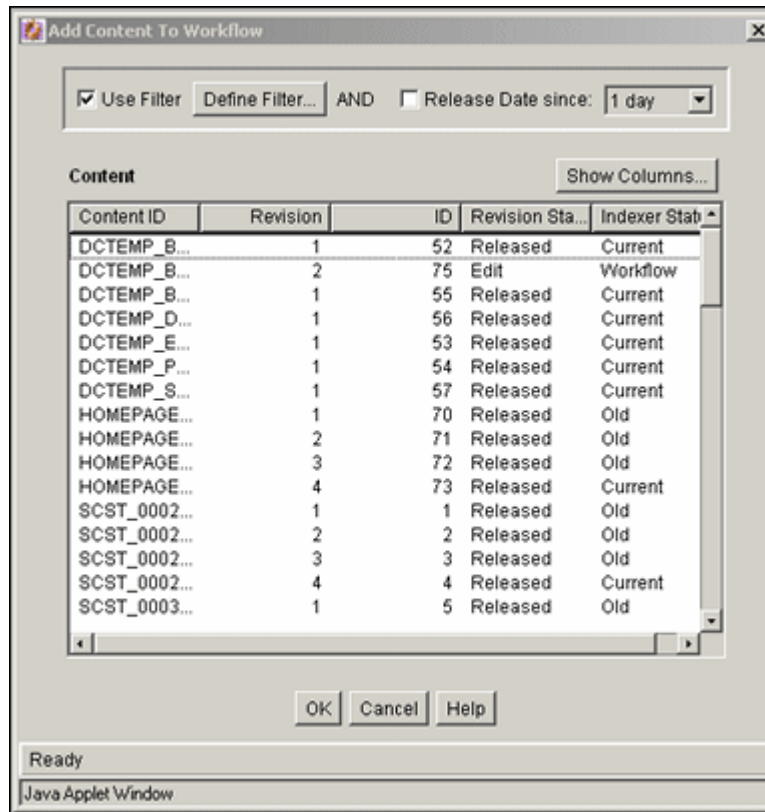 Add Content To Workflow
Use Filter Define Filter... AND Release Date since: 1 day
Content Show Columns...
Content ID Revision ID Revision Sta... Indexer Stat
DCTEMP_B... 1 52 Released Current
DCTEMP_B... 2 75 Edit Workflow
DCTEMP_B... 1 55 Released Current
DCTEMP_D... 1 56 Released Current
DCTEMP_E... 1 53 Released Current
DCTEMP_P... 1 54 Released Current
DCTEMP_S... 1 57 Released Current
HOMEPAGE... 1 70 Released Old
HOMEPAGE... 2 71 Released Old
HOMEPAGE... 3 72 Released Old
HOMEPAGE... 4 73 Released Current
SCST_0002... 1 1 Released Old
SCST_0002... 2 2 Released Old
SCST_0002... 3 3 Released Old
SCST_0002... 4 4 Released Current
SCST_0003... 1 5 Released Old
OK Cancel Help
Ready
Java Applet Window